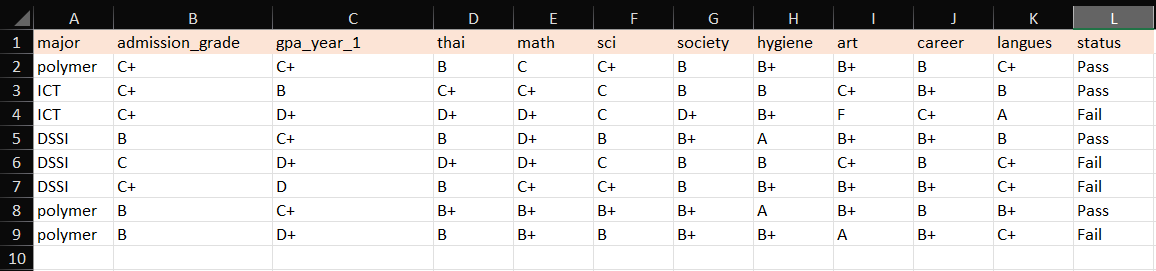 A B C D E F G H I J K L
1 major admission_grade gpa_year_1 thai math sci society hygiene art career langues status
2 polymer C+ C+ B C C+ B B+ B+ B C+ Pass
3 ICT C+ B C+ C+ C B B C+ B+ B Pass
4 ICT C+ D+ D+ D+ C D+ B+ F C+ A Fail
5 DSSI B C+ B D+ B B+ A B+ B+ B Pass
6 DSSI C D+ D+ D+ C B B C+ B C+ Fail
7 DSSI C+ D B C+ C+ B B+ B+ B+ C+ Fail
8 polymer B C+ B+ B+ B+ B+ A B+ B B+ Pass
9 polymer B D+ B B+ B B+ B+ A B+ C+ Fail
10